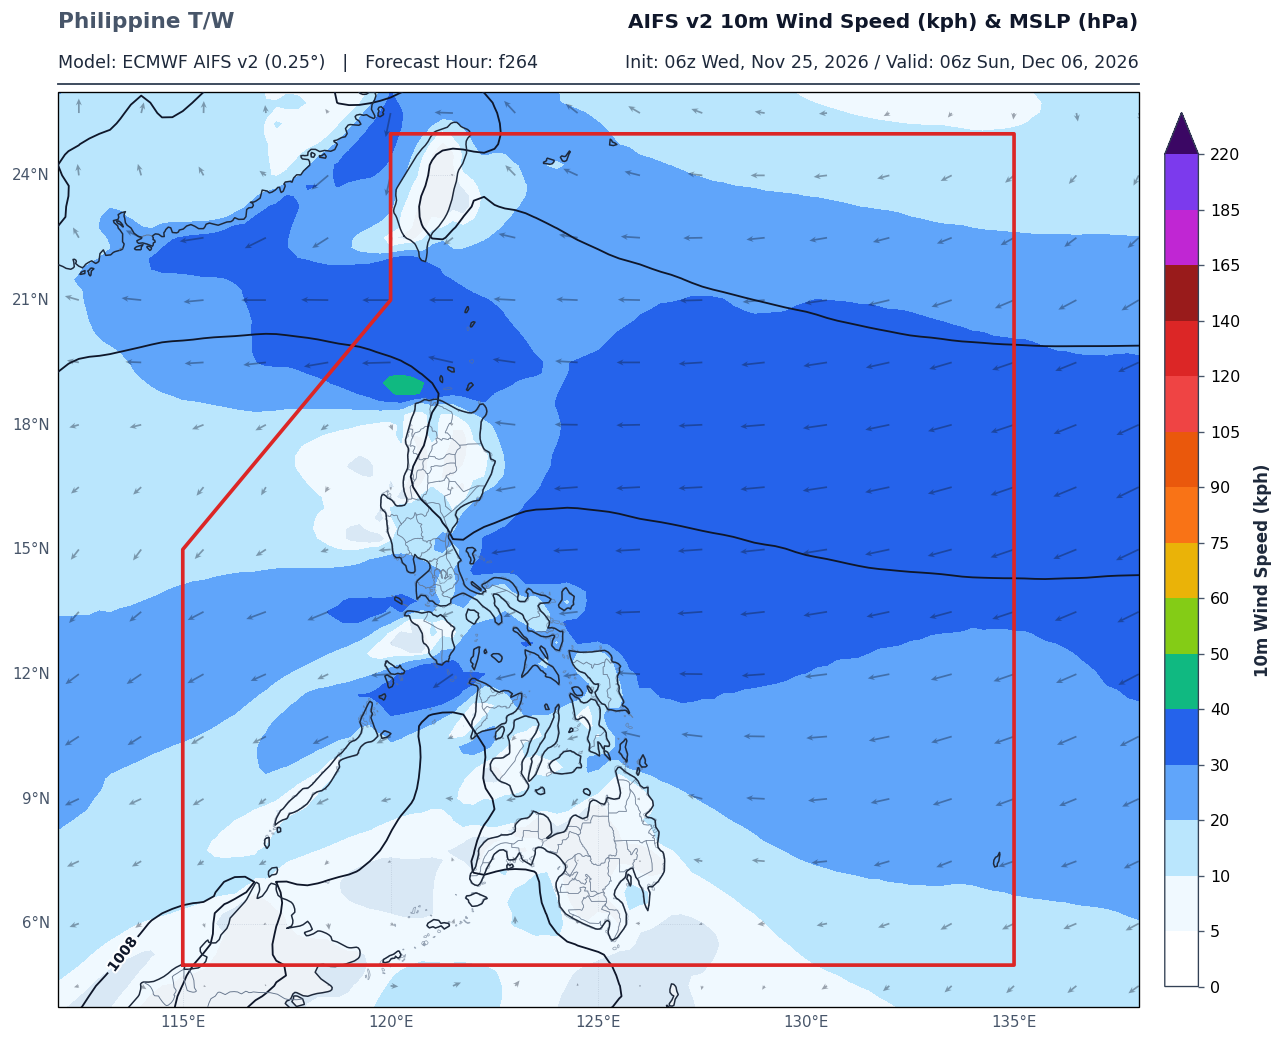 Philippine T/W
AIFS v2 10m Wind Speed (kph) & MSLP (hPa)
Model: ECMWF AIFS v2 (0.25°) | Forecast Hour: f264
Init: 06z Wed, Nov 25, 2026 / Valid: 06z Sun, Dec 06, 2026
24°N
21°N
18°N
15°N
12°N
9°N
6°N
1008
115°E
120°E
125°E
130°E
135°E
220
185
165
140
120
105
90
75
60
50
40
30
20
10
5
0
10m Wind Speed (kph)